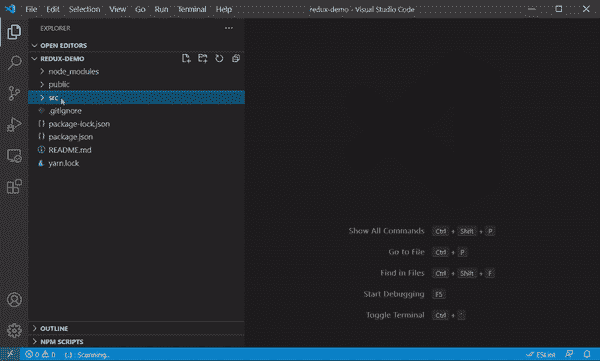 File Edit Selection View Go Run Terminal Help redux-demo - Visual Studio Code
EXPLORER
OPEN EDITORS
REDUX-DEMO
node_modules
public
src
.gitignore
package-lock.json
package.json
README.md
yarn.lock
Show All Commands Ctrl + Shift + P
Go to File Ctrl + P
Find in Files Ctrl + Shift + F
Start Debugging F5
Toggle Terminal Ctrl + `
OUTLINE
NPM SCRIPTS
0 0 {..} : Scanning.. ESLint